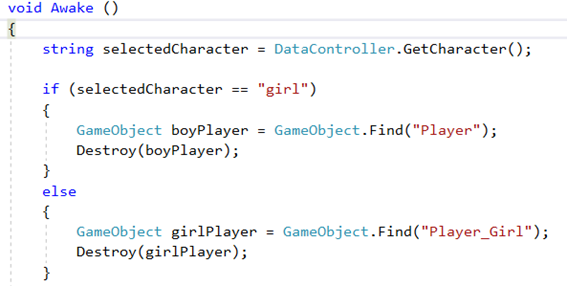 void Awake ()
{
string selectedCharacter = DataController.GetCharacter();
if (selectedCharacter == "girl")
{
GameObject boyPlayer = GameObject.Find("Player");
Destroy(boyPlayer);
}
else
{
GameObject girlPlayer = GameObject.Find("Player_Girl");
Destroy(girlPlayer);
}